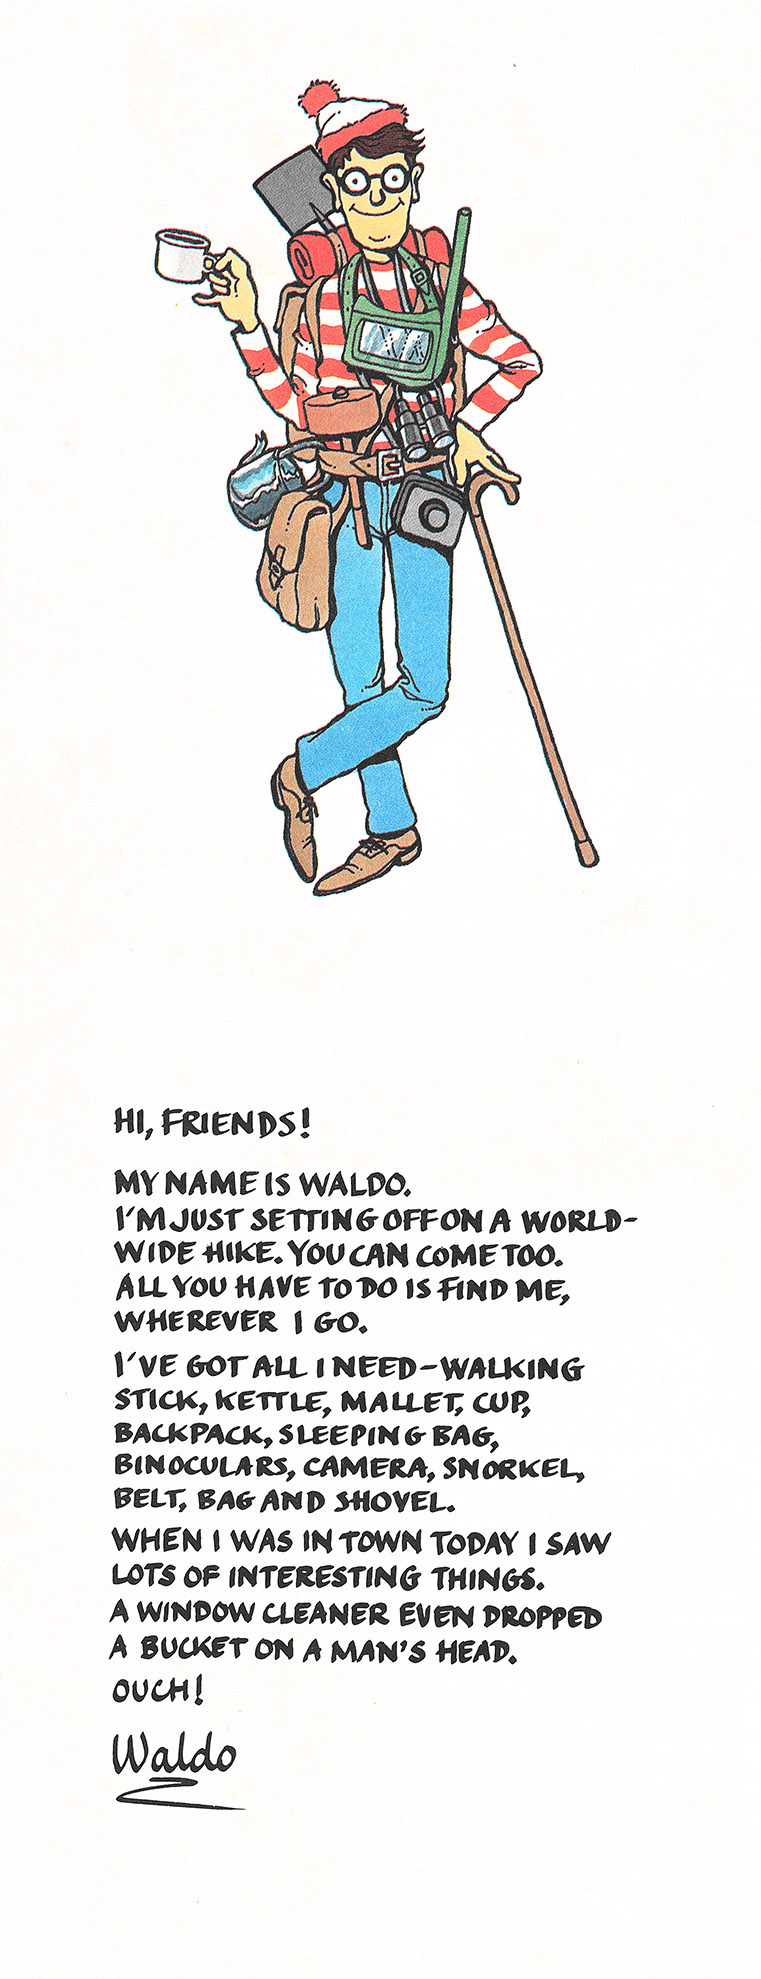 HI, FRIENDS!
MY NAME IS WALDO.
I'M JUST SETTING OFF ON A WORLD-
WIDE HIKE. YOU CAN COME TOO.
ALL YOU HAVE TO DO IS FIND ME,
WHEREVER I GO.
I'VE GOT ALL I NEED - WALKING
STICK, KETTLE, MALLET, CUP,
BACKPACK, SLEEPING BAG,
BINOCULARS, CAMERA, SNORKEL,
BELT, BAG AND SHOVEL.
WHEN I WAS IN TOWN TODAY I SAW
LOTS OF INTERESTING THINGS.
A WINDOW CLEANER EVEN DROPPED
A BUCKET ON A MAN'S HEAD.
OUCH!
Waldo